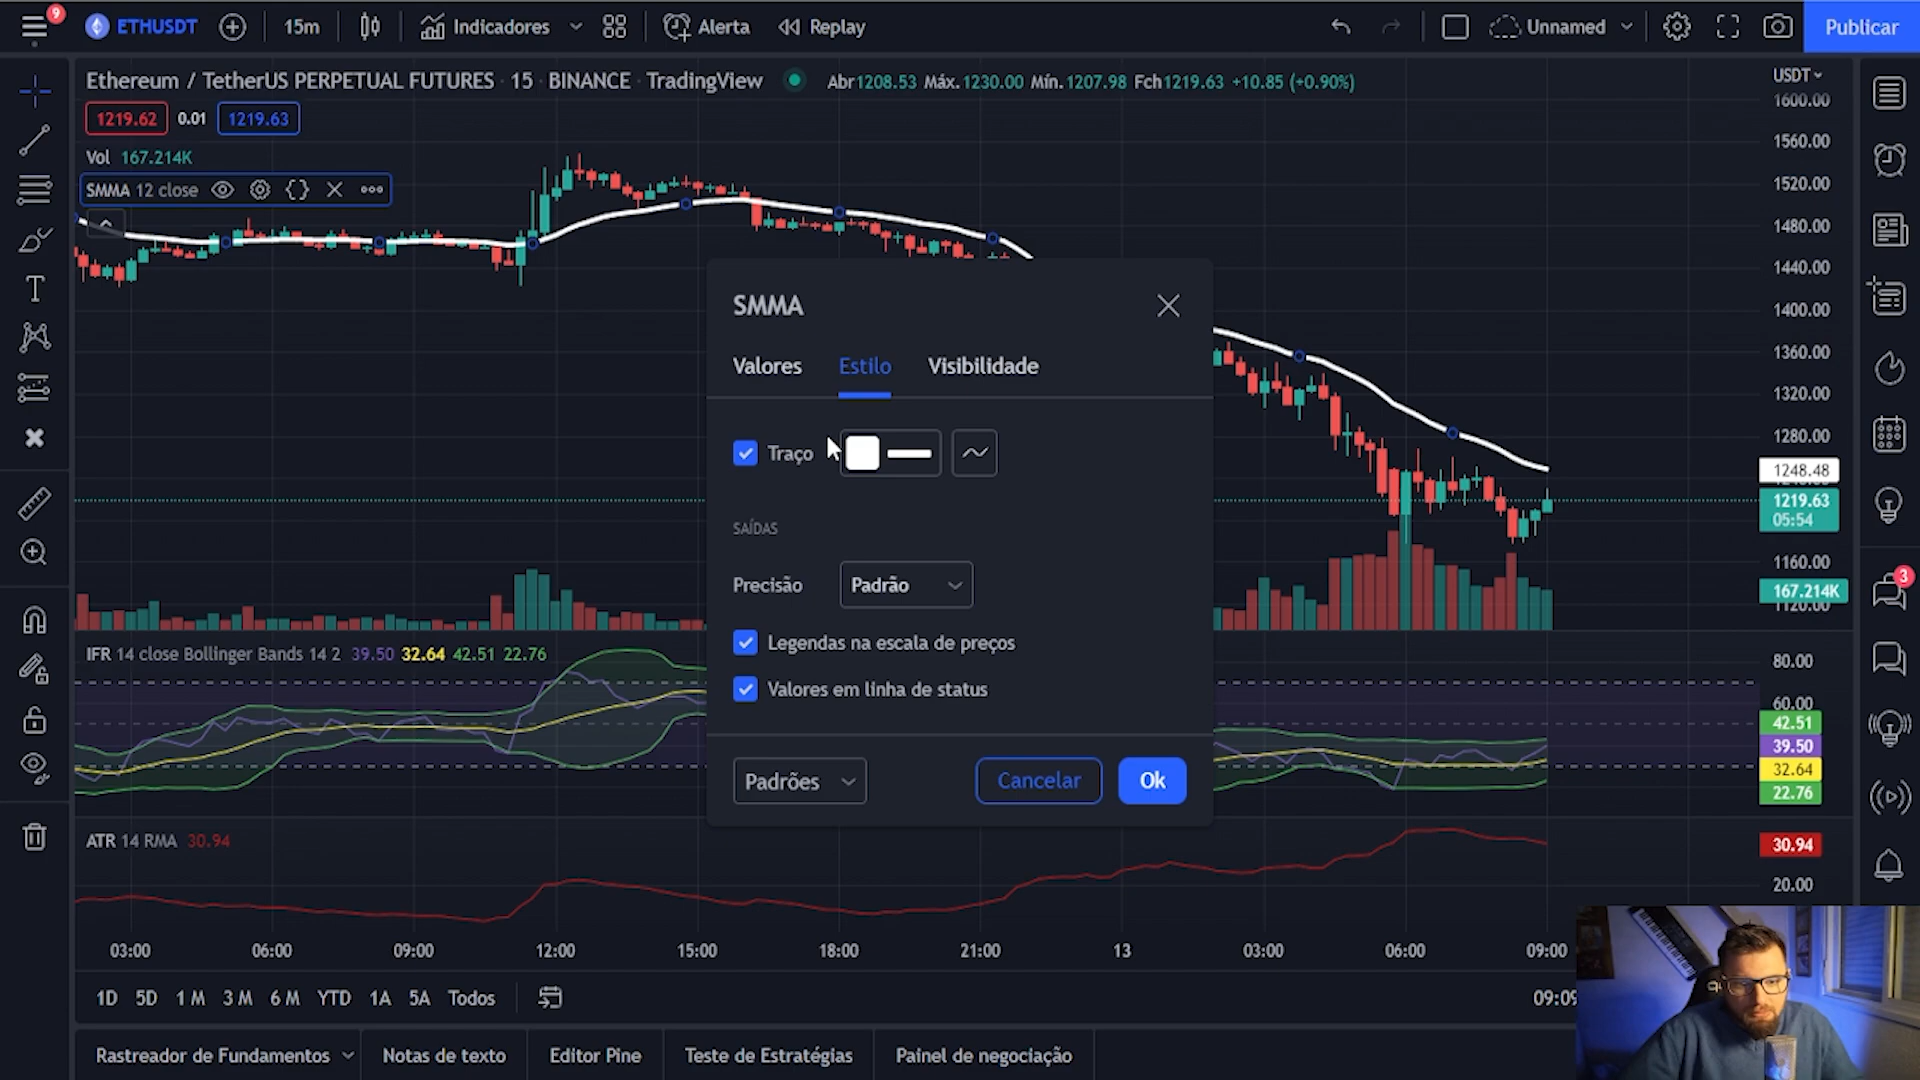 9
ETHUSDT
15m
Indicadores
Alerta
Replay
Unnamed
Publicar
Ethereum / TetherUS PERPETUAL FUTURES · 15 · BINANCE · TradingView
Abr1208.53 Máx.1230.00 Mín.1207.98 Fch1219.63 +10.85 (+0.90%)
USDT
1219.62 0.01 1219.63
Vol 167.214K
SMMA 12 close
1600.00
1560.00
1520.00
1480.00
1440.00
1400.00
1360.00
1320.00
1280.00
1248.48
1219.63
05:54
1160.00
167.214K
1120.00
SMMA
Valores Estilo Visibilidade
Traço
SAÍDAS
Precisão Padrão
Legendas na escala de preços
Valores em linha de status
Padrões Cancelar Ok
3
IFR 14 close Bollinger Bands 14 2 39.50 32.64 42.51 22.76
80.00
60.00
42.51
39.50
32.64
22.76
ATR 14 RMA 30.94
30.94
20.00
03:00 06:00 09:00 12:00 15:00 18:00 21:00 13 03:00 06:00 09:00
1D 5D 1 M 3 M 6 M YTD 1A 5A Todos
09:09
Rastreador de Fundamentos Notas de texto Editor Pine Teste de Estratégias Painel de negociação